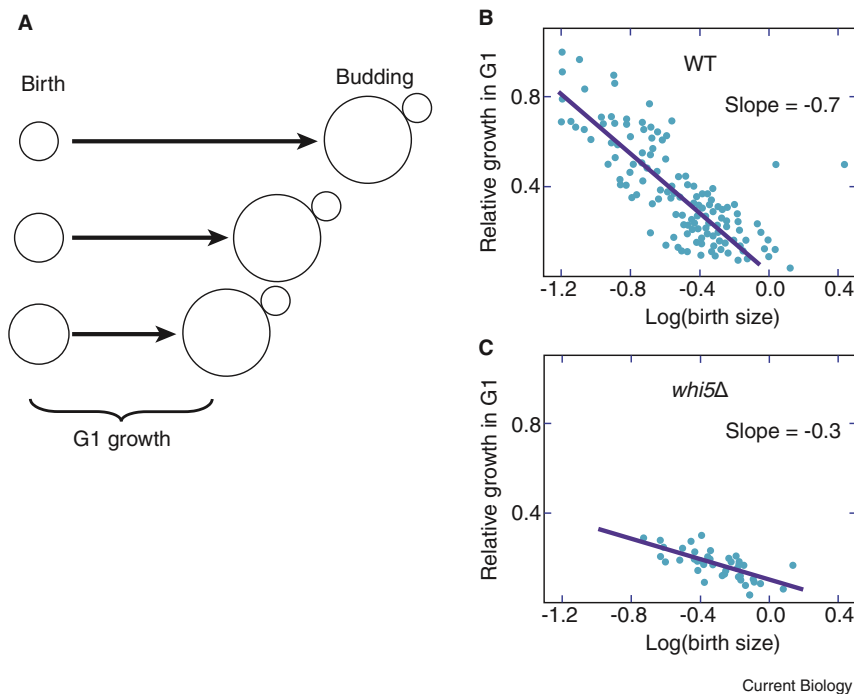 A
Birth
Budding
G1 growth
B
Relative growth in G1
0.8
0.4
WT
Slope = -0.7
-1.2 -0.8 -0.4 0.0 0.4
Log(birth size)
C
Relative growth in G1
0.8
0.4
whi5Δ
Slope = -0.3
-1.2 -0.8 -0.4 0.0 0.4
Log(birth size)
Current Biology